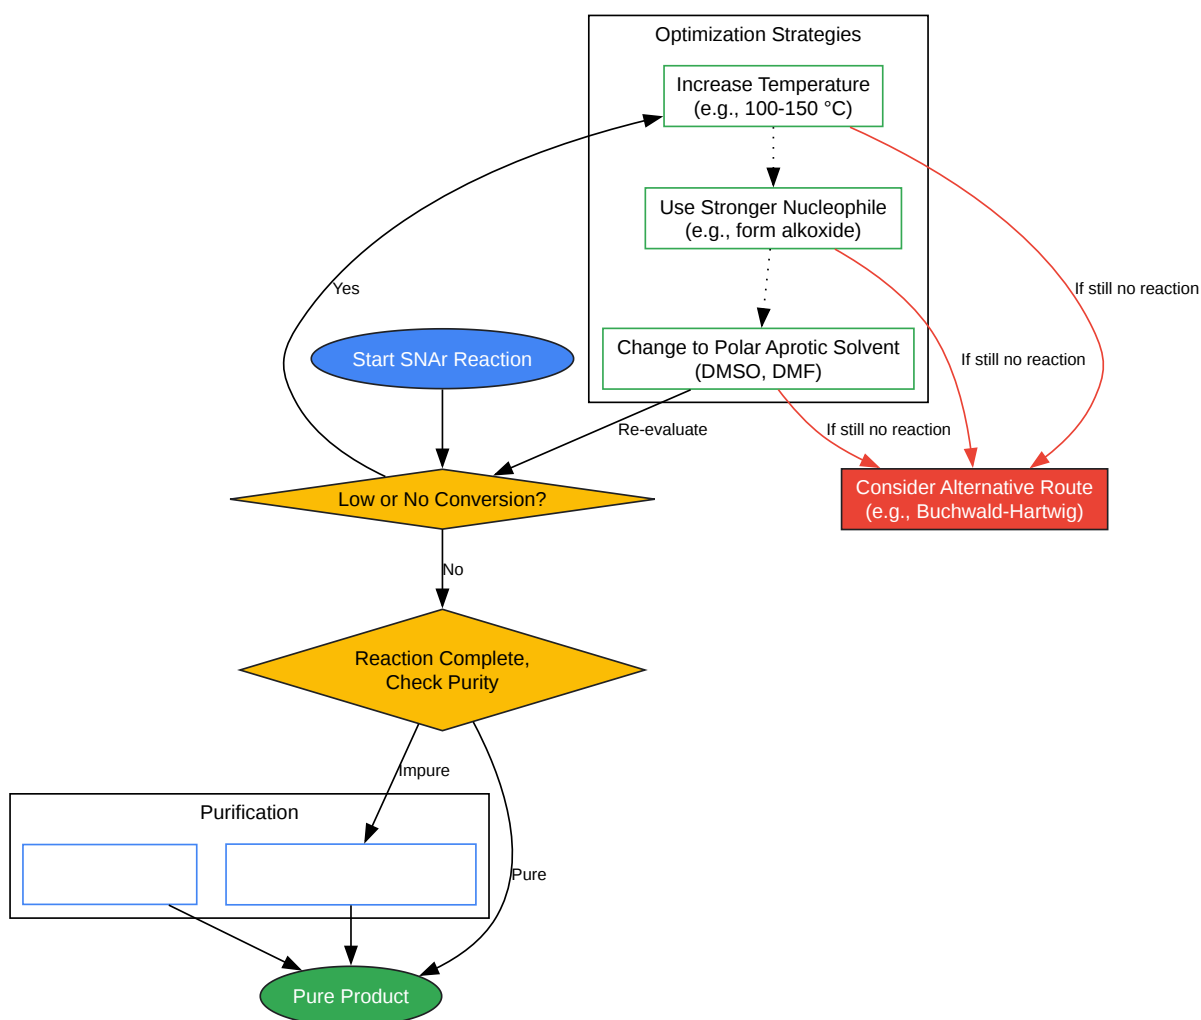 Optimization Strategies
Increase Temperature
(e.g., 100-150 °C)
Use Stronger Nucleophile
(e.g., form alkoxide)
Yes
If still no reaction
Start SNAr Reaction
Change to Polar Aprotic Solvent
(DMSO, DMF)
If still no reaction
Re-evaluate
If still no reaction
Low or No Conversion?
Consider Alternative Route
(e.g., Buchwald-Hartwig)
No
Reaction Complete,
Check Purity
Impure
Purification
Pure
Pure Product